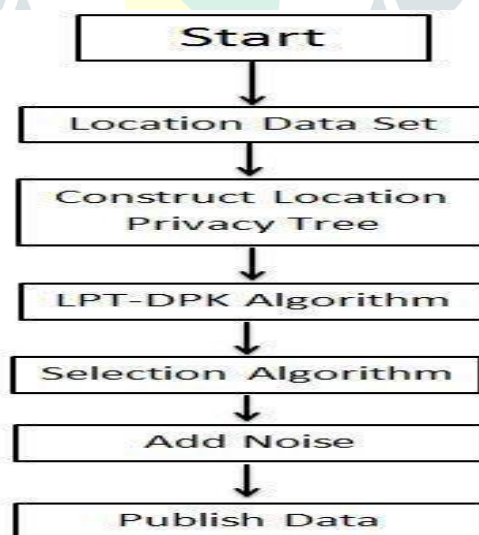 Start
Location Data Set
Construct Location
Privacy Tree
LPT-DPK Algorithm
Selection Algorithm
Add Noise
Publish Data